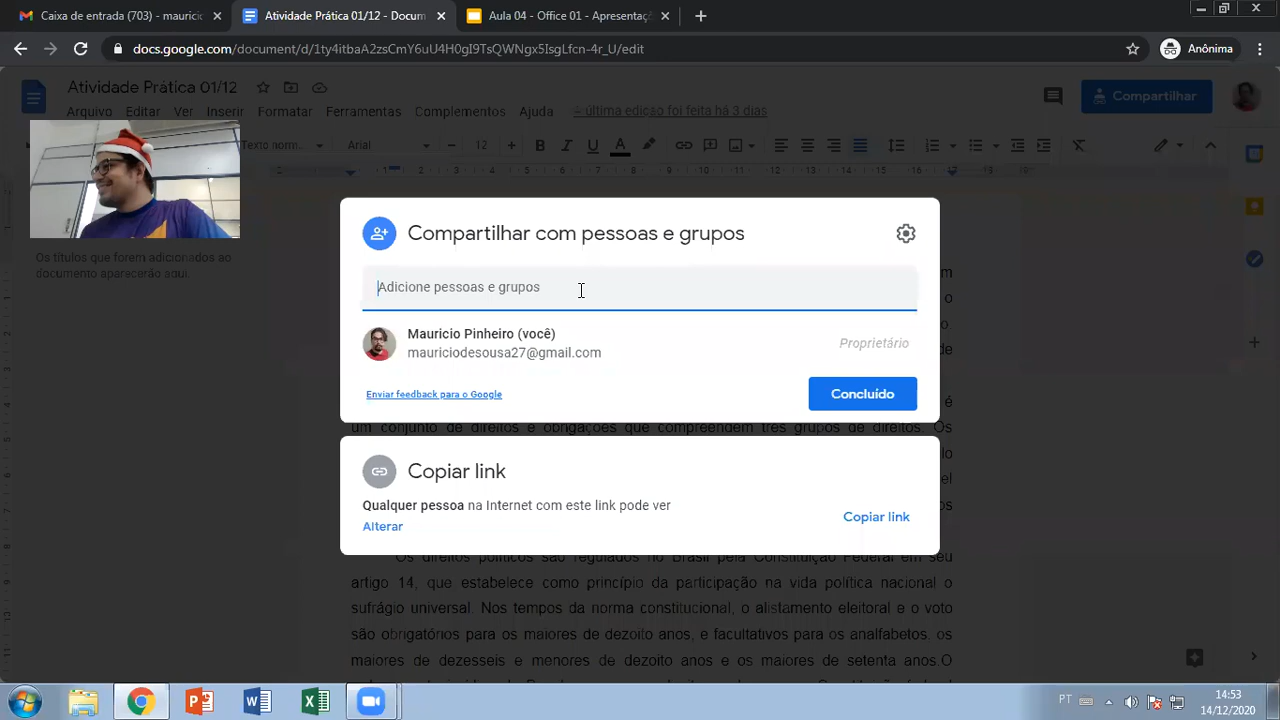 Caixa de entrada (703) - mauricio
Atividade Prática 01/12 - Docum
Aula 04 - Office 01 - Apresentaç
docs.google.com/document/d/1ty4itbaA2zsCmY6uU4H0gI9TsQWNgx5IsgLfcn-4r_U/edit
Anônima
Atividade Prática 01/12
Arquivo Editar Ver Inserir Formatar Ferramentas Complementos Ajuda
última edição foi feita há 3 dias
Compartilhar
Texto norm... Arial 12
Os títulos que forem adicionados ao
documento aparecerão aqui.
Compartilhar com pessoas e grupos
Adicione pessoas e grupos
Mauricio Pinheiro (você)
mauriciodesousa27@gmail.com
Proprietário
Enviar feedback para o Google
Concluído
um conjunto de direitos e obrigações que compreendem três grupos de direitos. Os
Copiar link
Qualquer pessoa na Internet com este link pode ver
Alterar
Copiar link
Os direitos políticos são regulados no Brasil pela Constituição Federal em seu
artigo 14, que estabelece como princípio da participação na vida política nacional o
sufrágio universal. Nos tempos da norma constitucional, o alistamento eleitoral e o voto
são obrigatórios para os maiores de dezoito anos, e facultativos para os analfabetos. os
maiores de dezesseis e menores de dezoito anos e os maiores de setenta anos.O
PT
14:53
14/12/2020